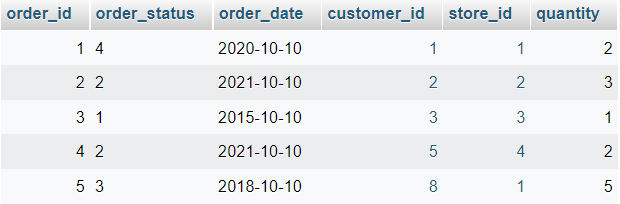 order_id order_status order_date customer_id store_id quantity
1 4 2020-10-10 1 1 2
2 2 2021-10-10 2 2 3
3 1 2015-10-10 3 3 1
4 2 2021-10-10 5 4 2
5 3 2018-10-10 8 1 5